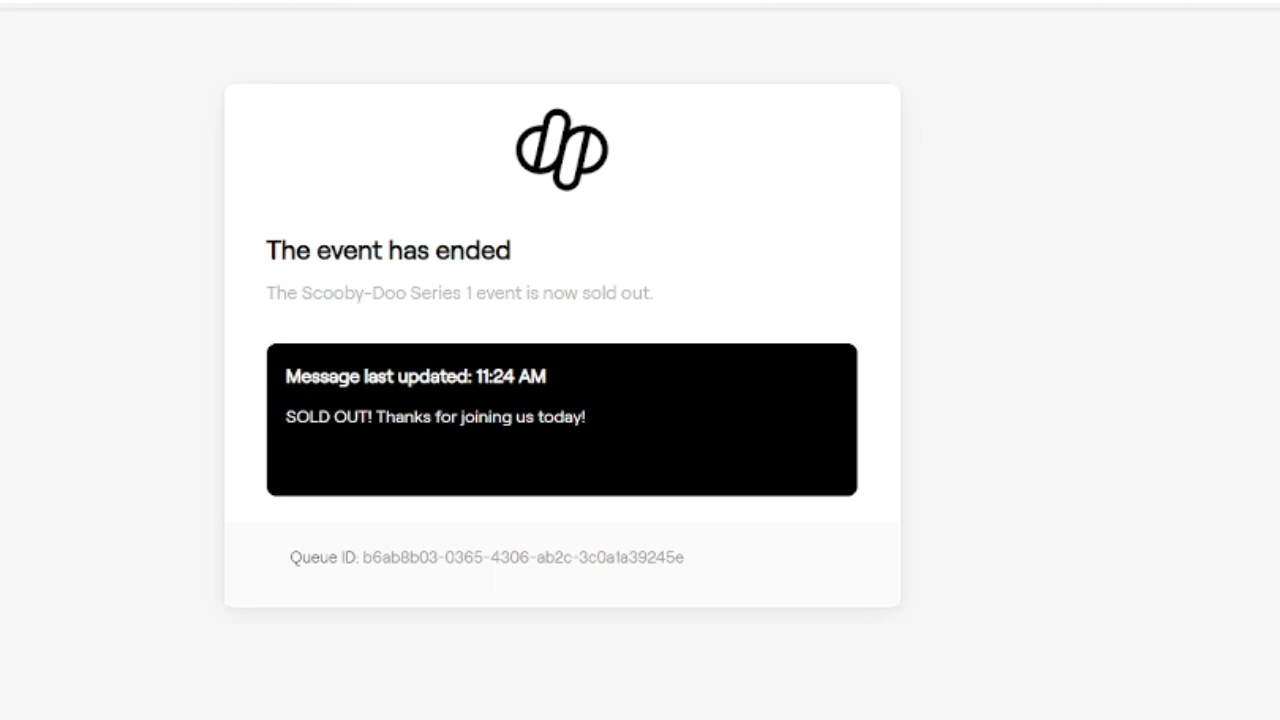 The event has ended
The Scooby-Doo Series 1 event is now sold out.
Message last updated: 11:24 AM
SOLD OUT! Thanks for joining us today!
Queue ID: b6ab8b03-0365-4306-ab2c-3c0a1a39245e